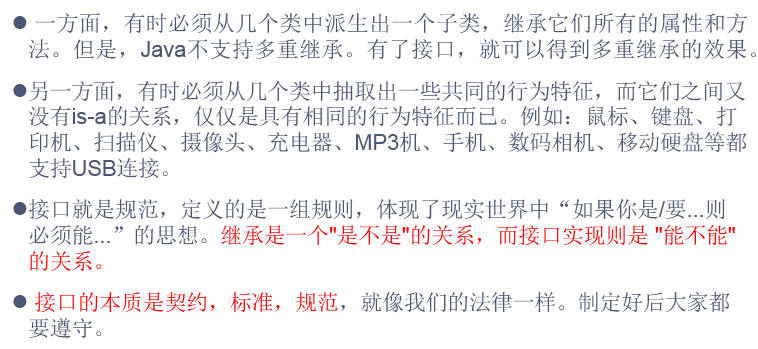 ● 一方面，有时必须从几个类中派生出一个子类，继承它们所有的属性和方
法。但是，Java不支持多重继承。有了接口，就可以得到多重继承的效果。
●另一方面，有时必须从几个类中抽取出一些共同的行为特征，而它们之间又
没有is-a的关系，仅仅是具有相同的行为特征而已。例如：鼠标、键盘、打
印机、扫描仪、摄像头、充电器、MP3机、手机、数码相机、移动硬盘等都
支持USB连接。
●接口就是规范，定义的是一组规则，体现了现实世界中“如果你是/要...则
必须能...”的思想。继承是一个"是不是"的关系，而接口实现则是 "能不能"
的关系。
● 接口的本质是契约，标准，规范，就像我们的法律一样。制定好后大家都
要遵守。